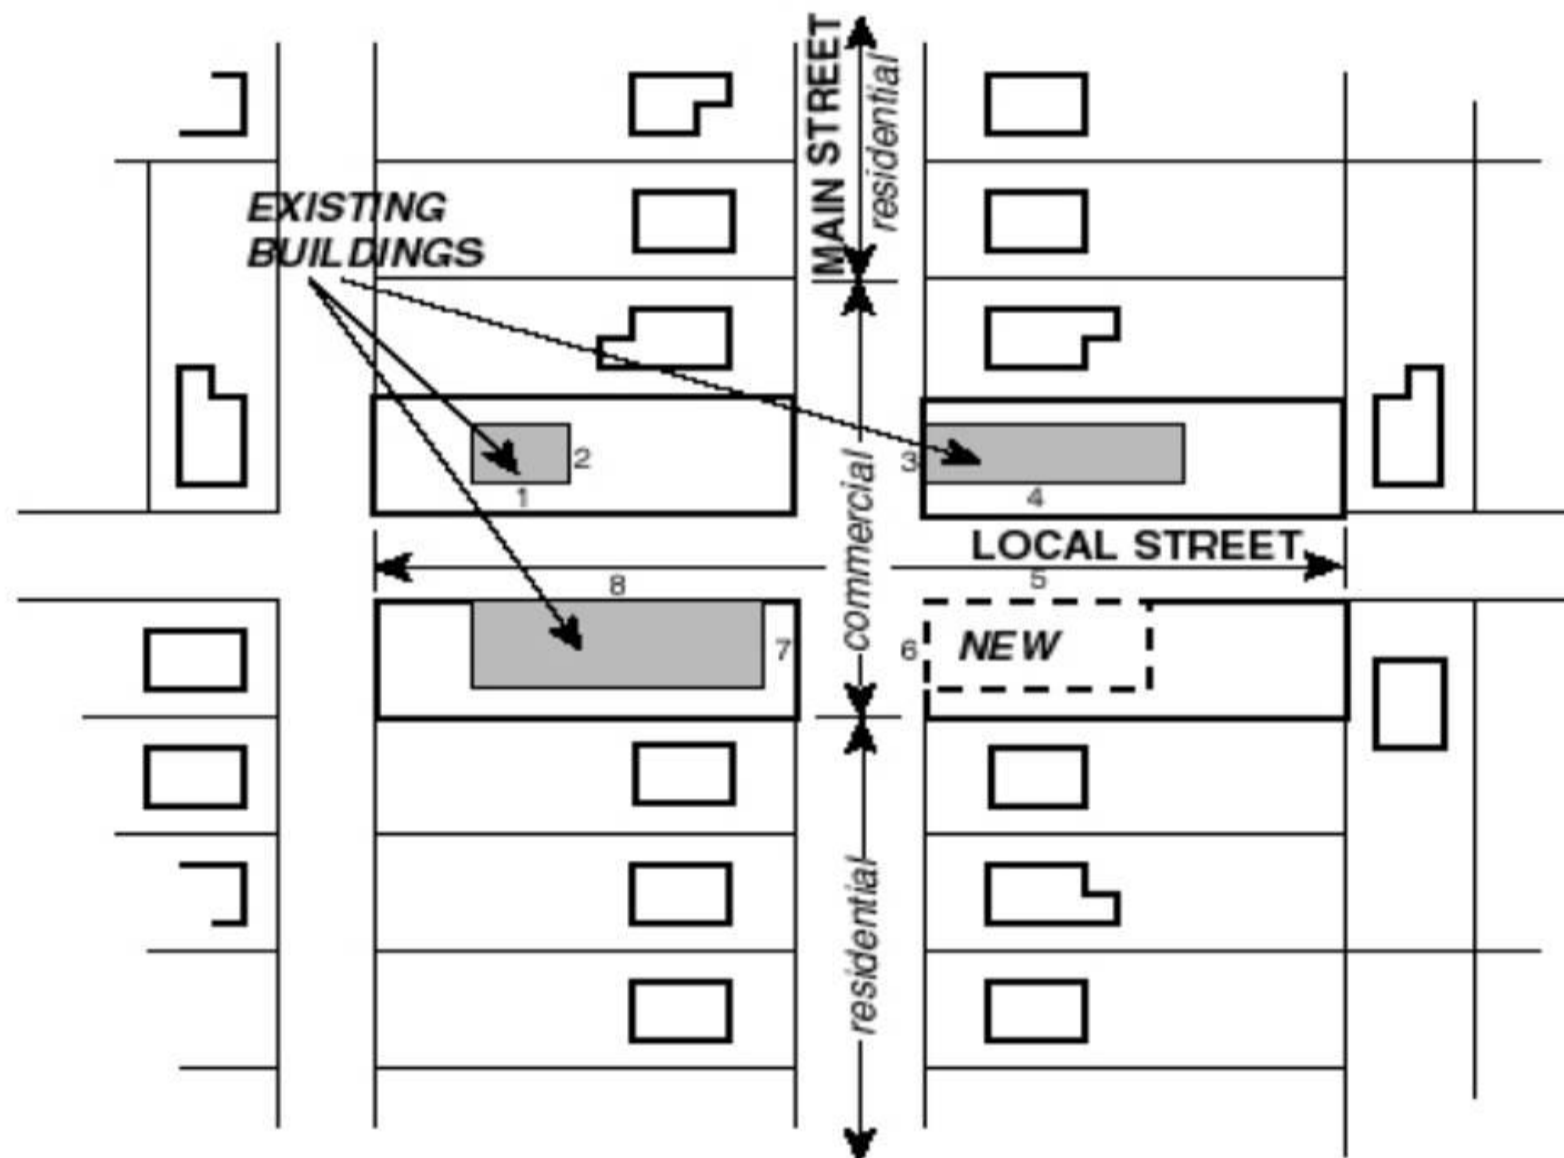 MAIN STREET
residential
EXISTING
BUILDINGS
2
1
3
4
commercial
LOCAL STREET
5
8
7
6
NEW
residential